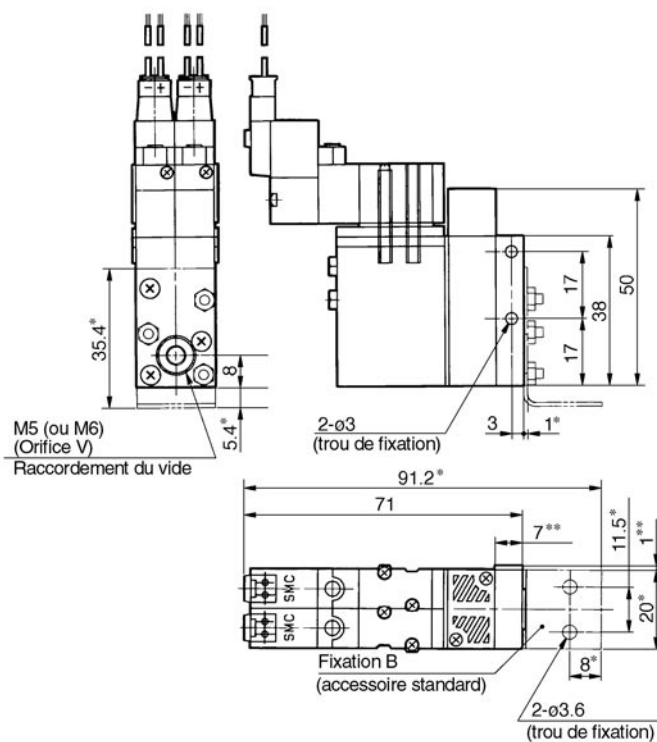 − + − +
35.4*
8
5.4*
M5 (ou M6)
(Orifice V)
Raccordement du vide
17
17
38
50
2-ø3
(trou de fixation)
3
1*
91.2*
71
7**
11.5*
1**
20*
SMC
SMC
Fixation B
(accessoire standard)
8*
2-ø3.6
(trou de fixation)